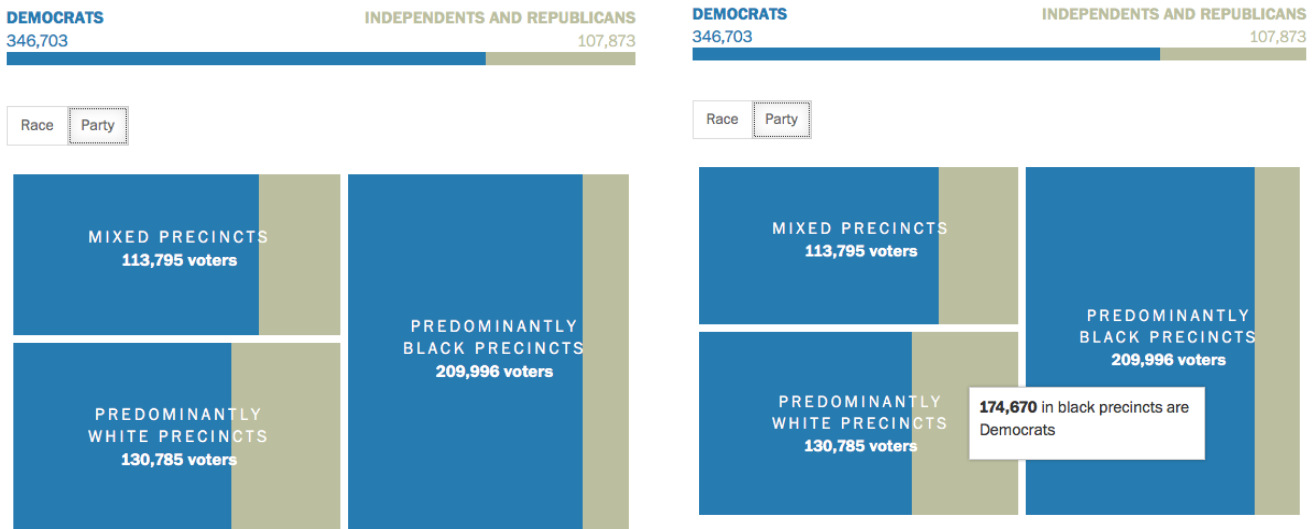 DEMOCRATS INDEPENDENTS AND REPUBLICANS
346,703 107,873
Race Party
MIXED PRECINCTS
113,795 voters
PREDOMINANTLY
BLACK PRECINCTS
209,996 voters
PREDOMINANTLY
WHITE PRECINCTS
130,785 voters
DEMOCRATS INDEPENDENTS AND REPUBLICANS
346,703 107,873
Race Party
MIXED PRECINCTS
113,795 voters
PREDOMINANTLY
BLACK PRECINCTS
209,996 voters
PREDOMINANTLY
WHITE PRECINCTS
130,785 voters
174,670 in black precincts are
Democrats